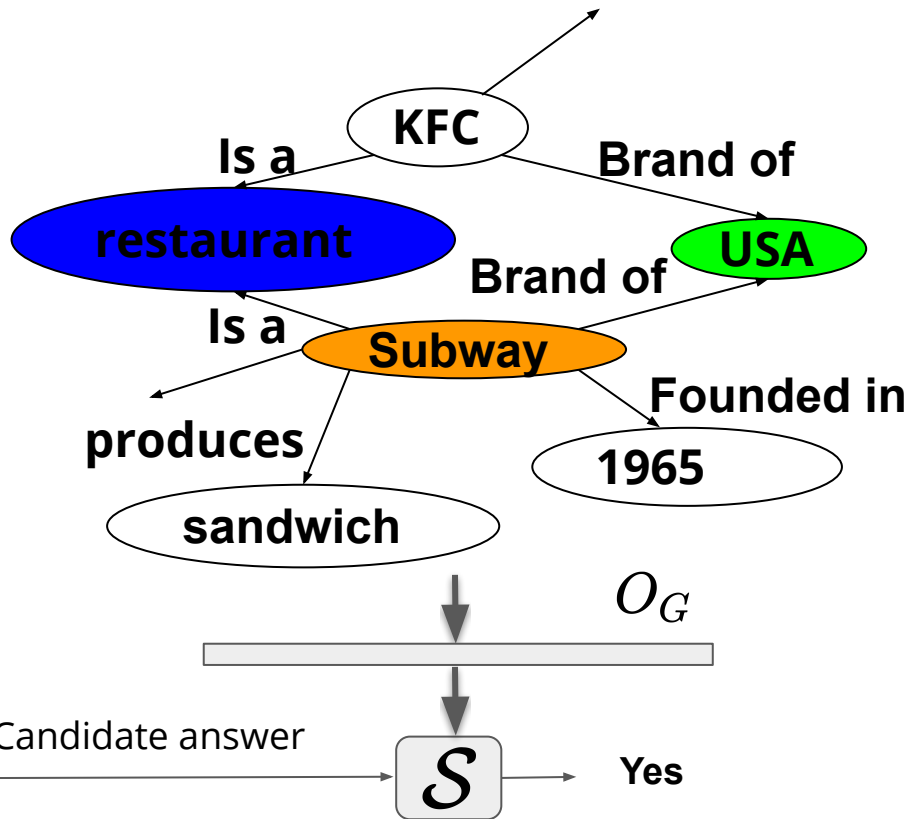 KFC
Is a
Brand of
restaurant
USA
Brand of
Is a
Subway
Founded in
produces
1965
sandwich
O_G
Candidate answer
S
Yes